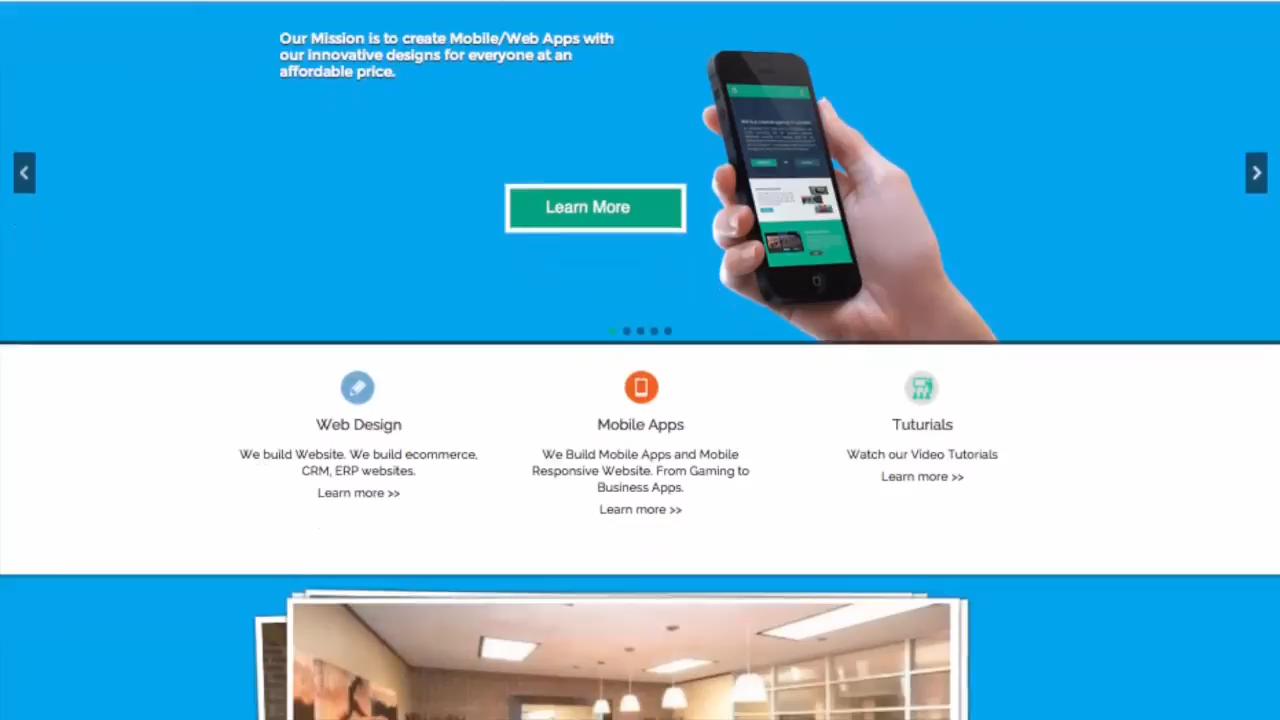 Our Mission is to create Mobile/Web Apps with
our innovative designs for everyone at an
affordable price.
Learn More
Web Design
We build Website. We build ecommerce,
CRM, ERP websites.
Learn more >>
Mobile Apps
We Build Mobile Apps and Mobile
Responsive Website. From Gaming to
Business Apps.
Learn more >>
Tuturials
Watch our Video Tutorials
Learn more >>